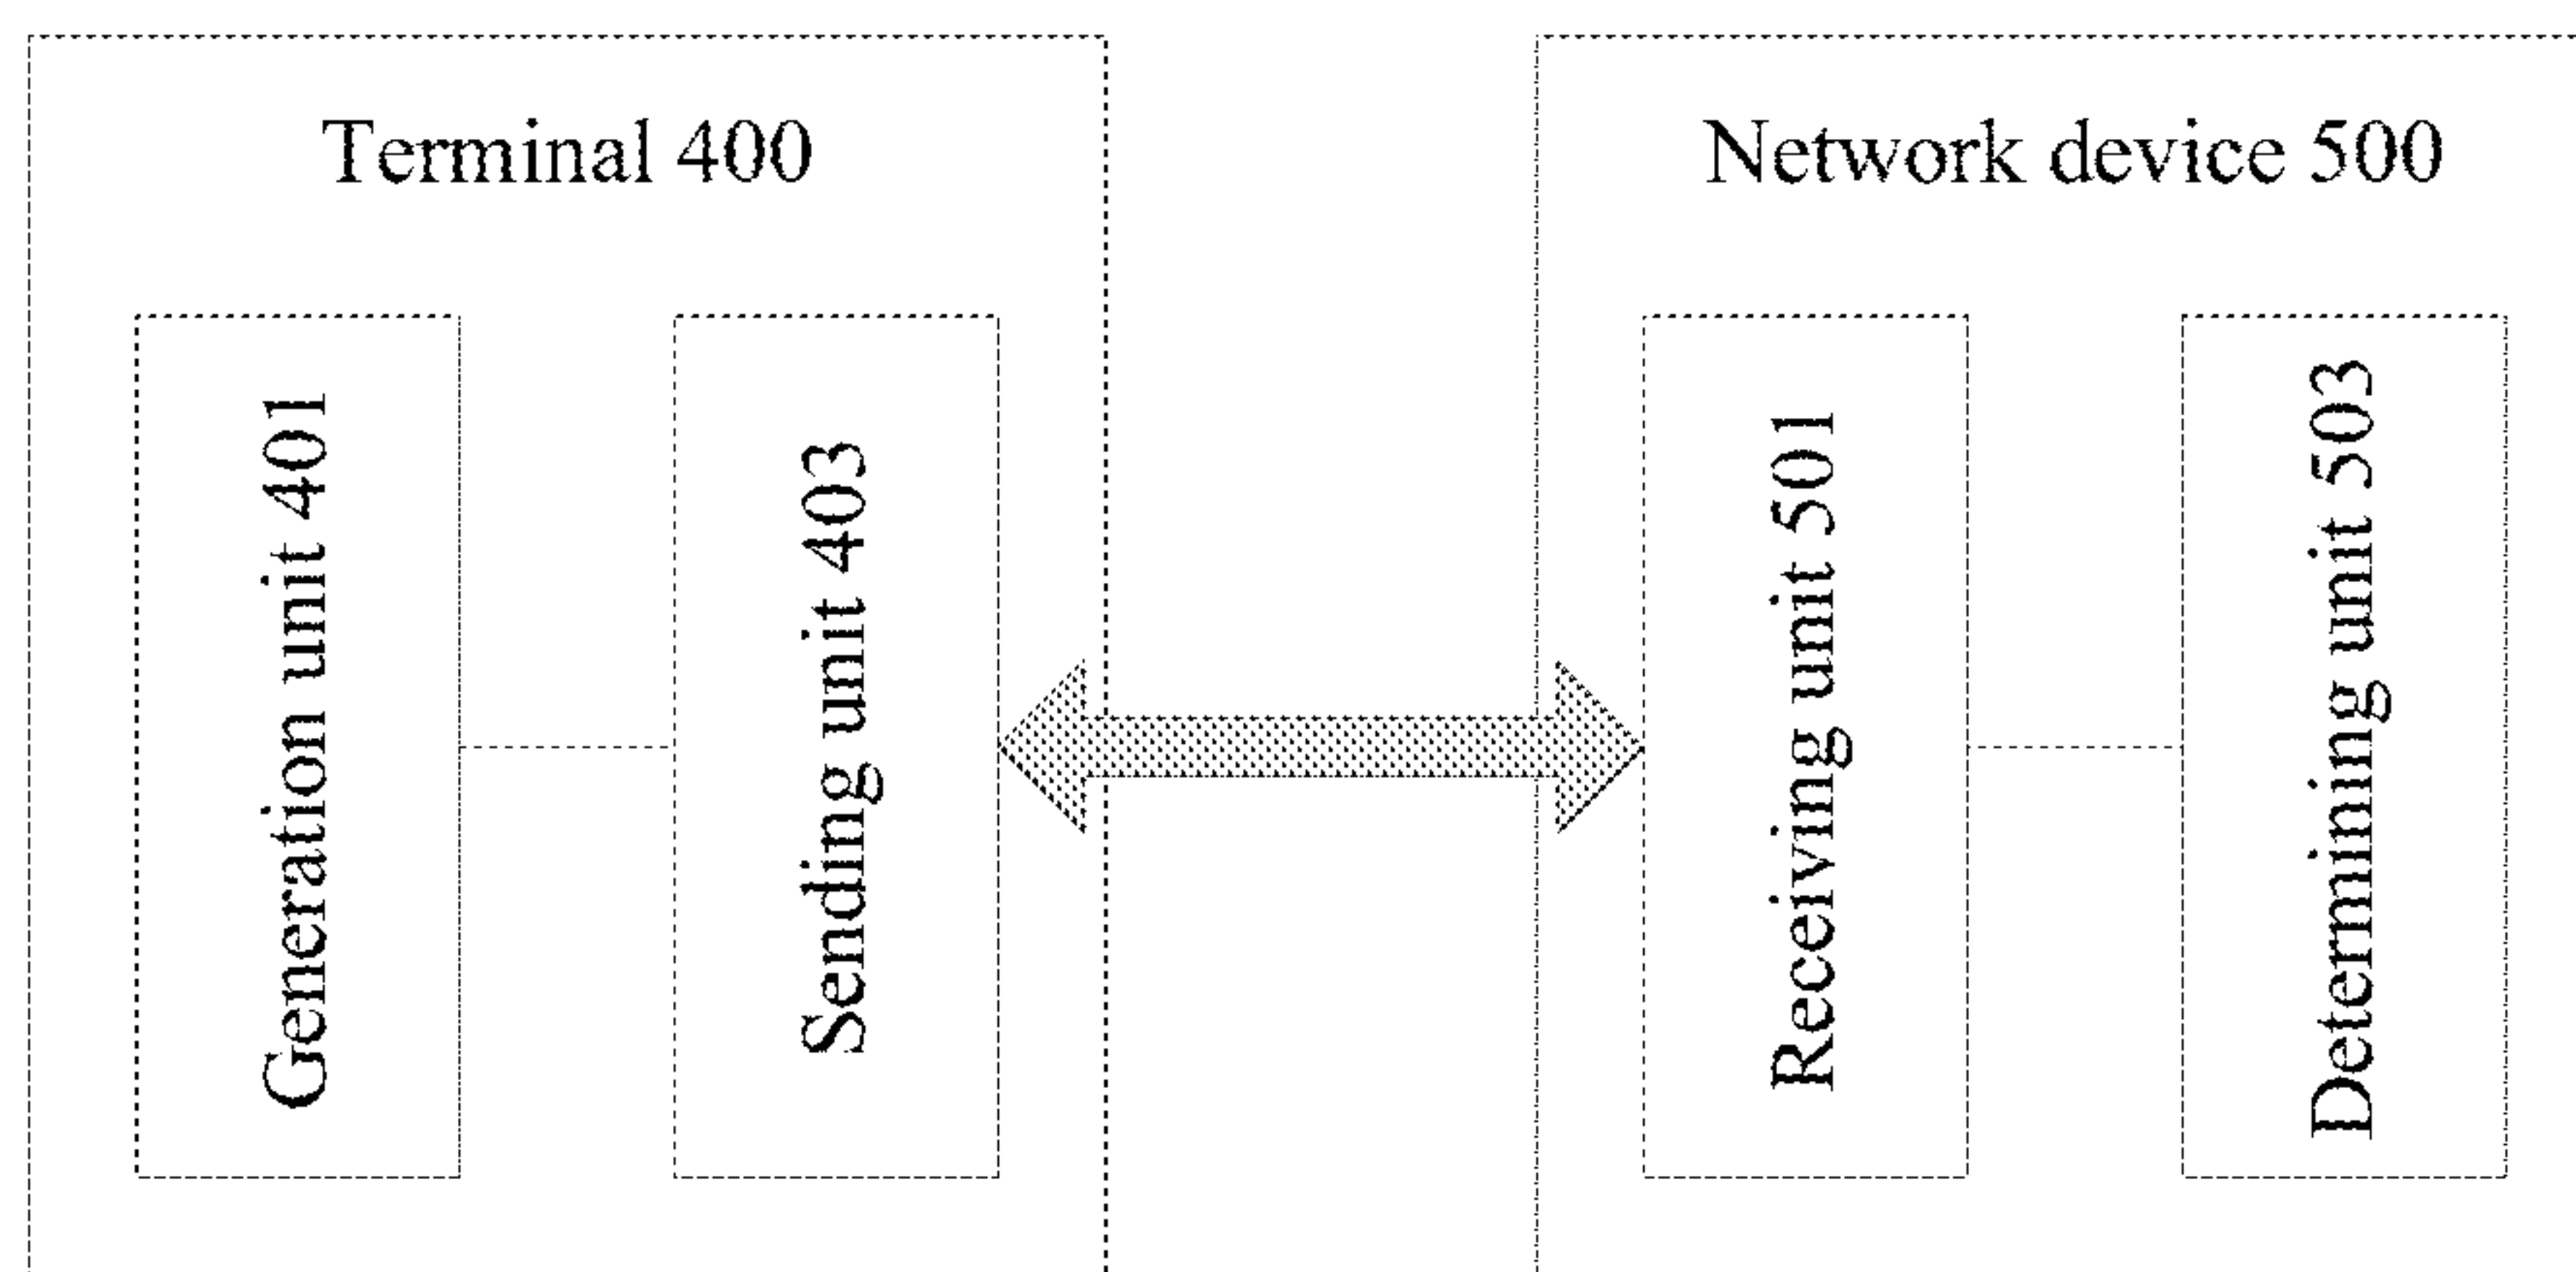 Terminal 400
Network device 500
Generation unit 401
Sending unit 403
Receiving unit 501
Determining unit 503